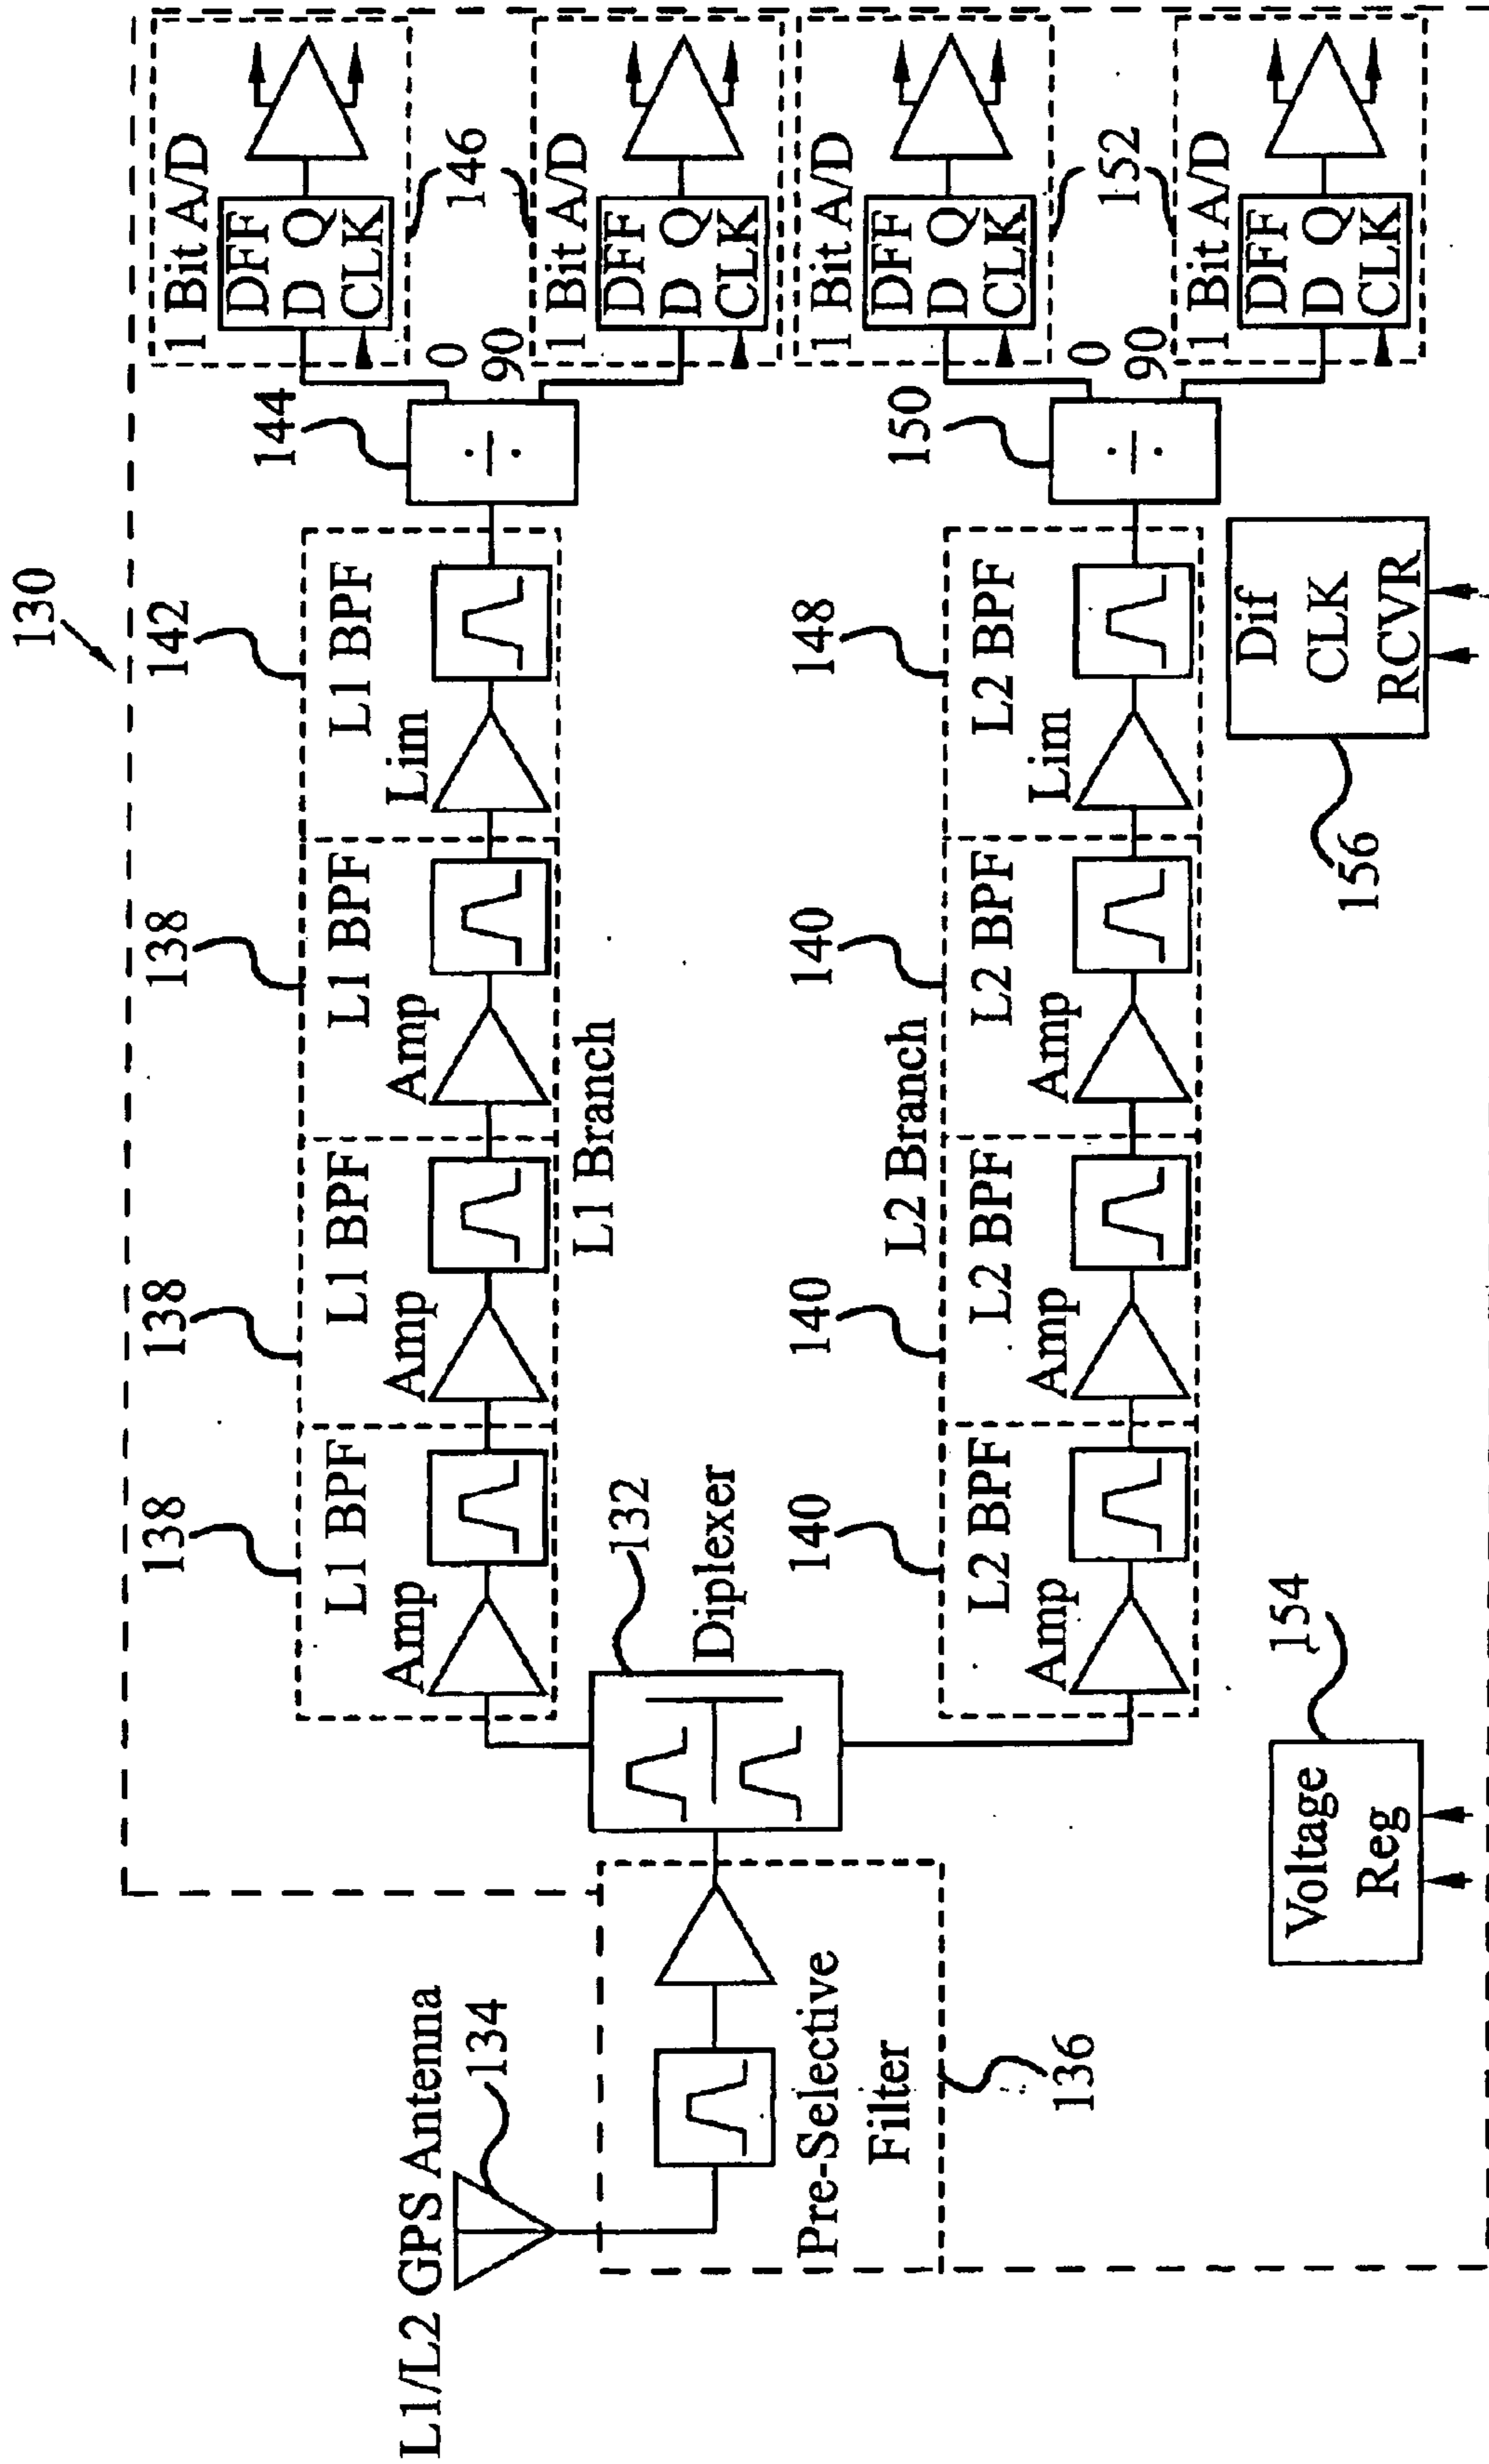 130
L1/L2 GPS Antenna
134
Pre-Selective
Filter
136
132
Diplexer
138
138
138
142
L1 BPF
L1 BPF
L1 BPF
L1 BPF
Amp
Amp
Amp
Lim
L1 Branch
144
0
90
1 Bit A/D
DFF
D Q
CLK
146
1 Bit A/D
DFF
D Q
CLK
140
140
140
148
L2 Branch
L2 BPF
L2 BPF
L2 BPF
L2 BPF
Amp
Amp
Amp
Lim
150
0
90
1 Bit A/D
DFF
D Q
CLK
152
1 Bit A/D
DFF
D Q
CLK
154
Voltage
Reg
156
Dif
CLK
RCVR